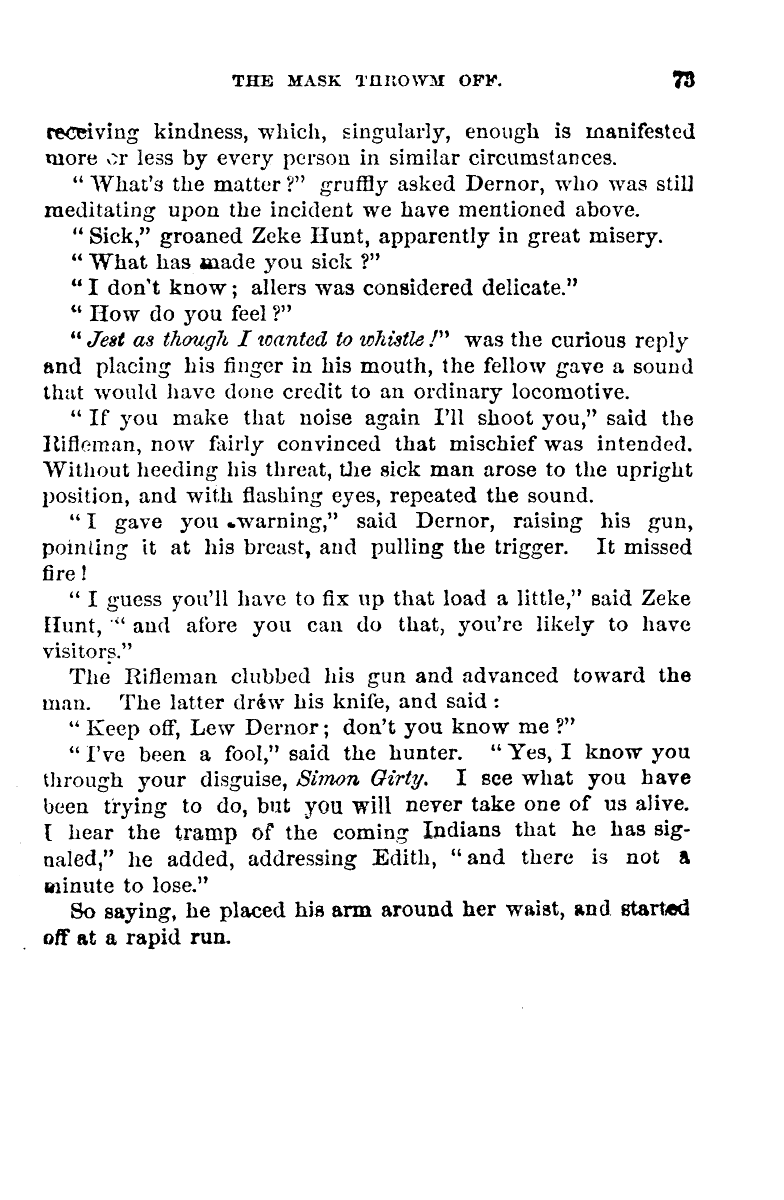 THE MASK THROWM OFF. 73
receiving kindness, which, singularly, enough is manifested
more or less by every person in similar circumstances.
“ What's the matter?” gruffly asked Dernor, who was still
meditating upon the incident we have mentioned above.
“ Sick,” groaned Zeke Hunt, apparently in great misery.
“ What has made you sick ?”
“ I don't know ; allers was considered delicate.”
“ How do you feel ?”
“ Jest as though I wanted to whistle !” was the curious reply
and placing his finger in his mouth, the fellow gave a sound
that would have done credit to an ordinary locomotive.
“ If you make that noise again I'll shoot you,” said the
Rifleman, now fairly convinced that mischief was intended.
Without heeding his threat, the sick man arose to the upright
position, and with flashing eyes, repeated the sound.
“ I gave you warning,” said Dernor, raising his gun,
pointing it at his breast, and pulling the trigger. It missed
fire !
“ I guess you'll have to fix up that load a little,” said Zeke
Hunt, “ and afore you can do that, you're likely to have
visitors.”
The Rifleman clubbed his gun and advanced toward the
man. The latter drew his knife, and said :
“ Keep off, Lew Dernor ; don't you know me ?”
“ I've been a fool,” said the hunter. “ Yes, I know you
through your disguise, Simon Girty. I see what you have
been trying to do, but you will never take one of us alive.
I hear the tramp of the coming Indians that he has sig-
naled,” he added, addressing Edith, “ and there is not a
minute to lose.”
So saying, he placed his arm around her waist, and started
off at a rapid run.